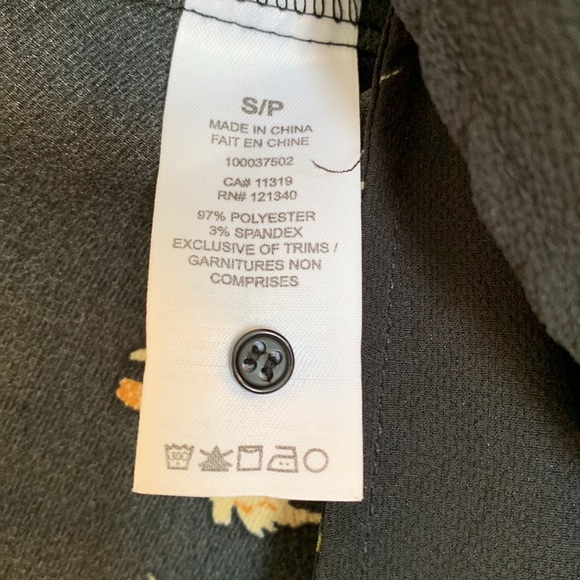 S/P
MADE IN CHINA
FAIT EN CHINE
100037502
CA# 11319
RN# 121340
97% POLYESTER
3% SPANDEX
EXCLUSIVE OF TRIMS /
GARNITURES NON
COMPRISES
30C